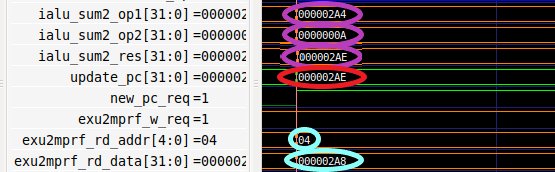 ialu_sum2_op1[31:0] =000002 000002A4
ialu_sum2_op2[31:0] =000002 0000000A
ialu_sum2_res[31:0] =000002 000002AE
update_pc[31:0] =000002 000002AE
new_pc_req =1
exu2mprf_w_req =1
exu2mprf_rd_addr[4:0] =04 04
exu2mprf_rd_data[31:0] =000002 000002A8